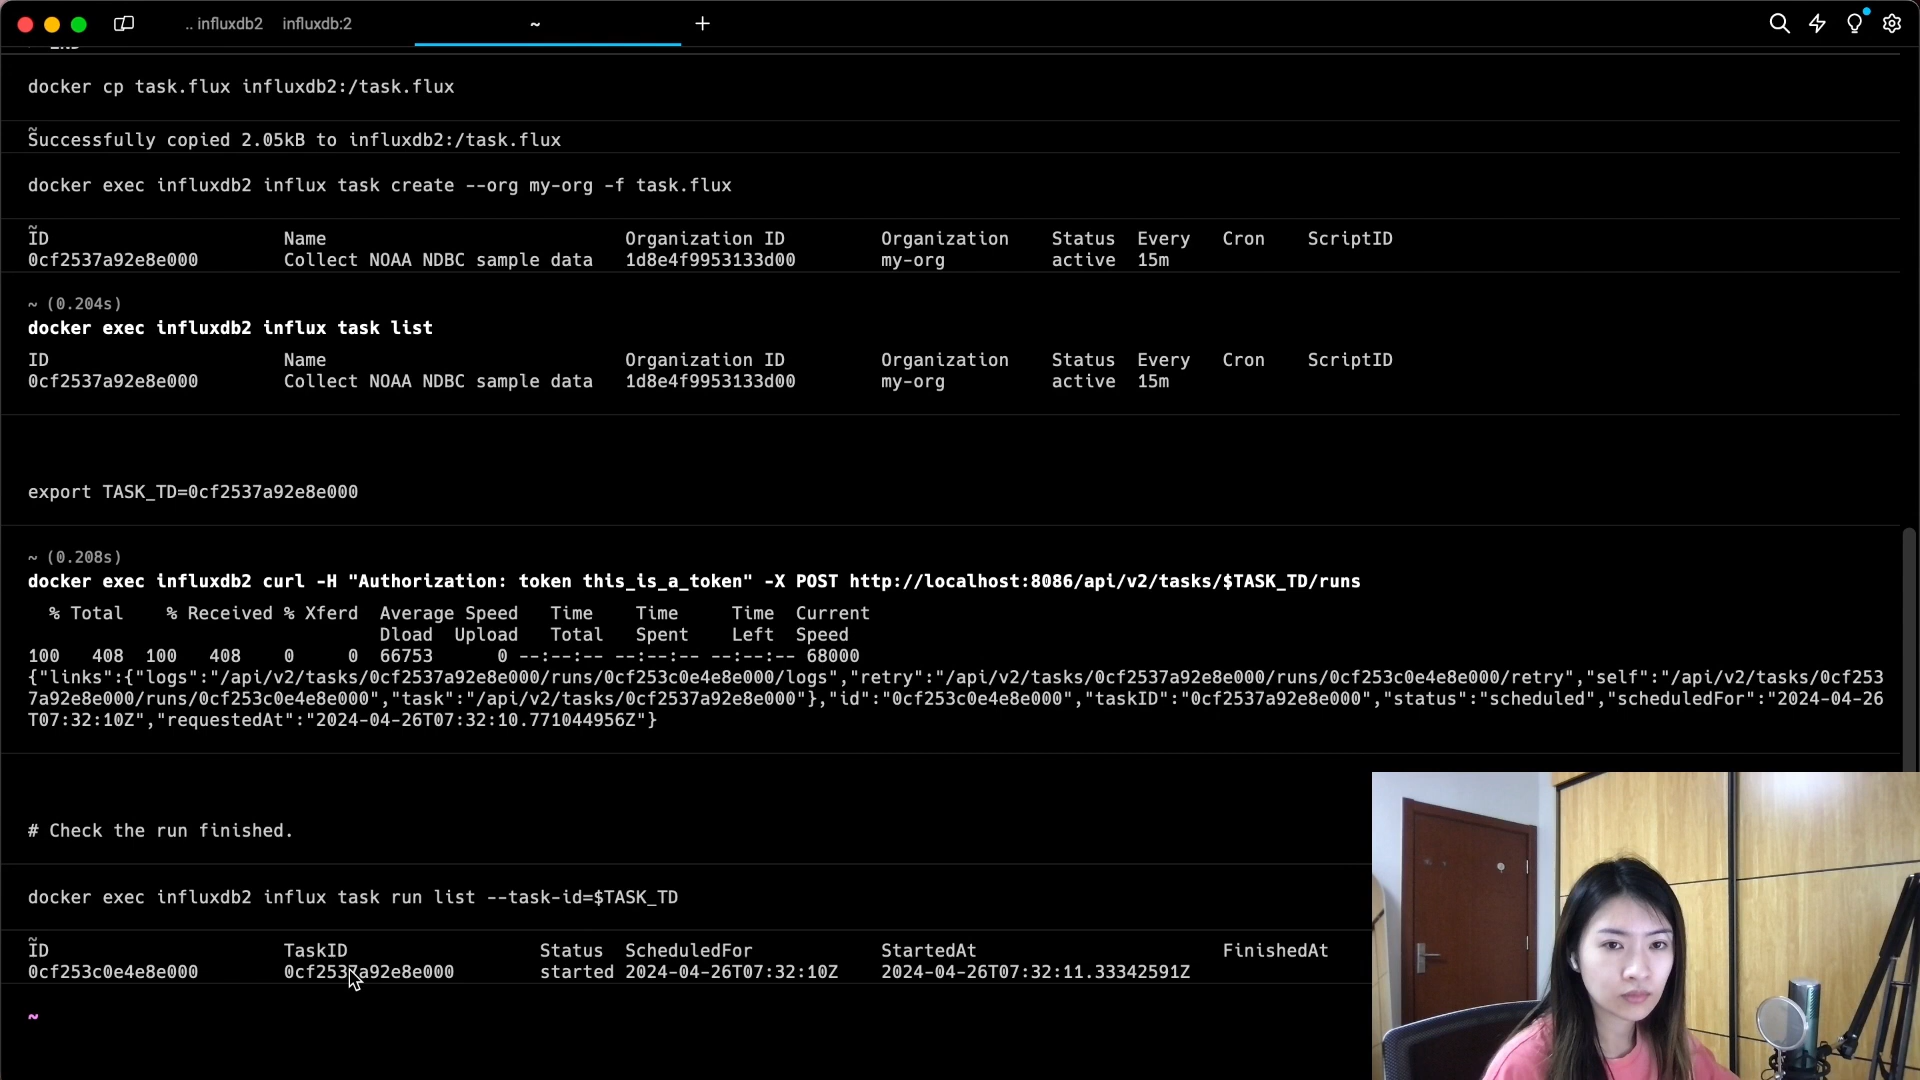 .. influxdb2 influxdb:2 ~ +
docker cp task.flux influxdb2:/task.flux
~
Successfully copied 2.05kB to influxdb2:/task.flux
docker exec influxdb2 influx task create --org my-org -f task.flux
~
ID Name Organization ID Organization Status Every Cron ScriptID
0cf2537a92e8e000 Collect NOAA NDBC sample data 1d8e4f9953133d00 my-org active 15m
~ (0.204s)
docker exec influxdb2 influx task list
ID Name Organization ID Organization Status Every Cron ScriptID
0cf2537a92e8e000 Collect NOAA NDBC sample data 1d8e4f9953133d00 my-org active 15m
export TASK_TD=0cf2537a92e8e000
~ (0.208s)
docker exec influxdb2 curl -H "Authorization: token this_is_a_token" -X POST http://localhost:8086/api/v2/tasks/$TASK_TD/runs
% Total % Received % Xferd Average Speed Time Time Time Current
Dload Upload Total Spent Left Speed
100 408 100 408 0 0 66753 0 --:--:-- --:--:-- --:--:-- 68000
{"links":{"logs":"/api/v2/tasks/0cf2537a92e8e000/runs/0cf253c0e4e8e000/logs","retry":"/api/v2/tasks/0cf2537a92e8e000/runs/0cf253c0e4e8e000/retry","self":"/api/v2/tasks/0cf253
7a92e8e000/runs/0cf253c0e4e8e000","task":"/api/v2/tasks/0cf2537a92e8e000"},"id":"0cf253c0e4e8e000","taskID":"0cf2537a92e8e000","status":"scheduled","scheduledFor":"2024-04-26
T07:32:10Z","requestedAt":"2024-04-26T07:32:10.771044956Z"}
# Check the run finished.
docker exec influxdb2 influx task run list --task-id=$TASK_TD
~
ID TaskID Status ScheduledFor StartedAt FinishedAt
0cf253c0e4e8e000 0cf2537a92e8e000 started 2024-04-26T07:32:10Z 2024-04-26T07:32:11.33342591Z
~